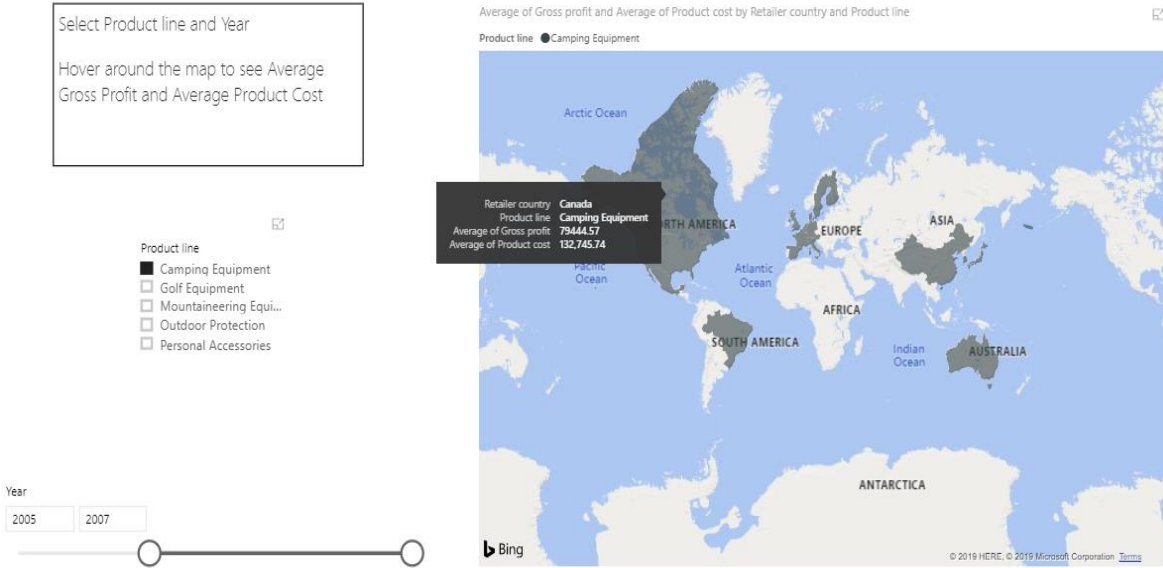 Select Product line and Year
Hover around the map to see Average
Gross Profit and Average Product Cost
Product line
Camping Equipment
Golf Equipment
Mountaineering Equi...
Outdoor Protection
Personal Accessories
Year
2005 2007
Average of Gross profit and Average of Product cost by Retailer country and Product line
Product line Camping Equipment
Arctic Ocean
Retailer country Canada
Product line Camping Equipment
Average of Gross profit 79444.57
Average of Product cost 132,745.74
RTH AMERICA
EUROPE
ASIA
Pacific
Ocean
Atlantic
Ocean
AFRICA
SOUTH AMERICA
Indian
Ocean
AUSTRALIA
ANTARCTICA
Bing
© 2019 HERE, © 2019 Microsoft Corporation Terms